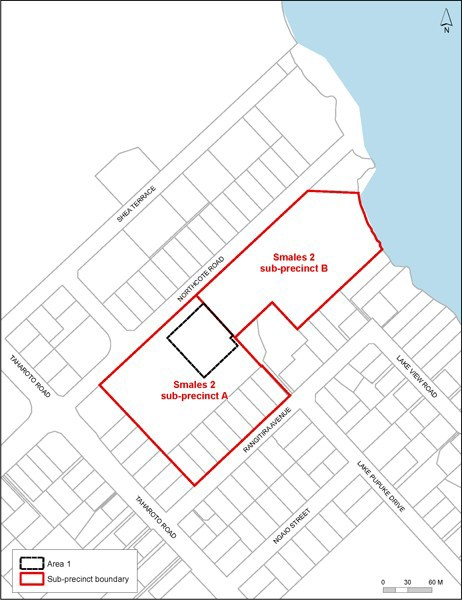 N
SHEA TERRACE
Smales 2
sub-precinct B
NORTHCOTE ROAD
TAHAROTO ROAD
LAKE VIEW ROAD
Smales 2
sub-precinct A
RANGITIRA AVENUE
LAKE PUPUKE DRIVE
TAHAROTO ROAD
NGAIO STREET
Area 1
Sub-precinct boundary
0 30 60 M